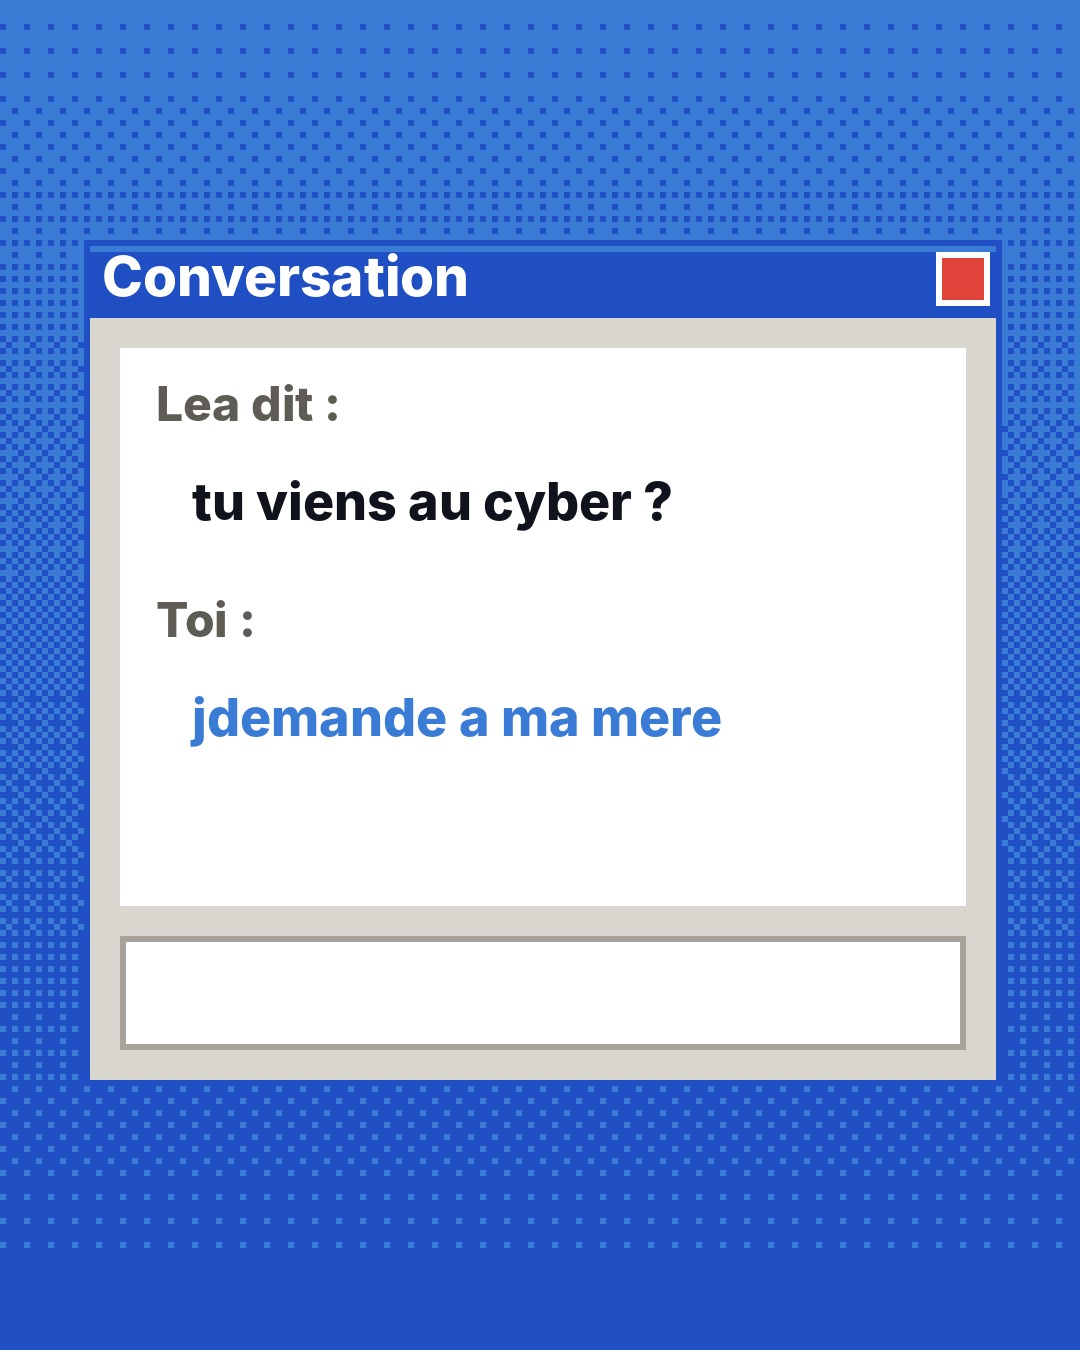 Conversation
Lea dit :
tu viens au cyber ?
Toi :
jdemande a ma mere